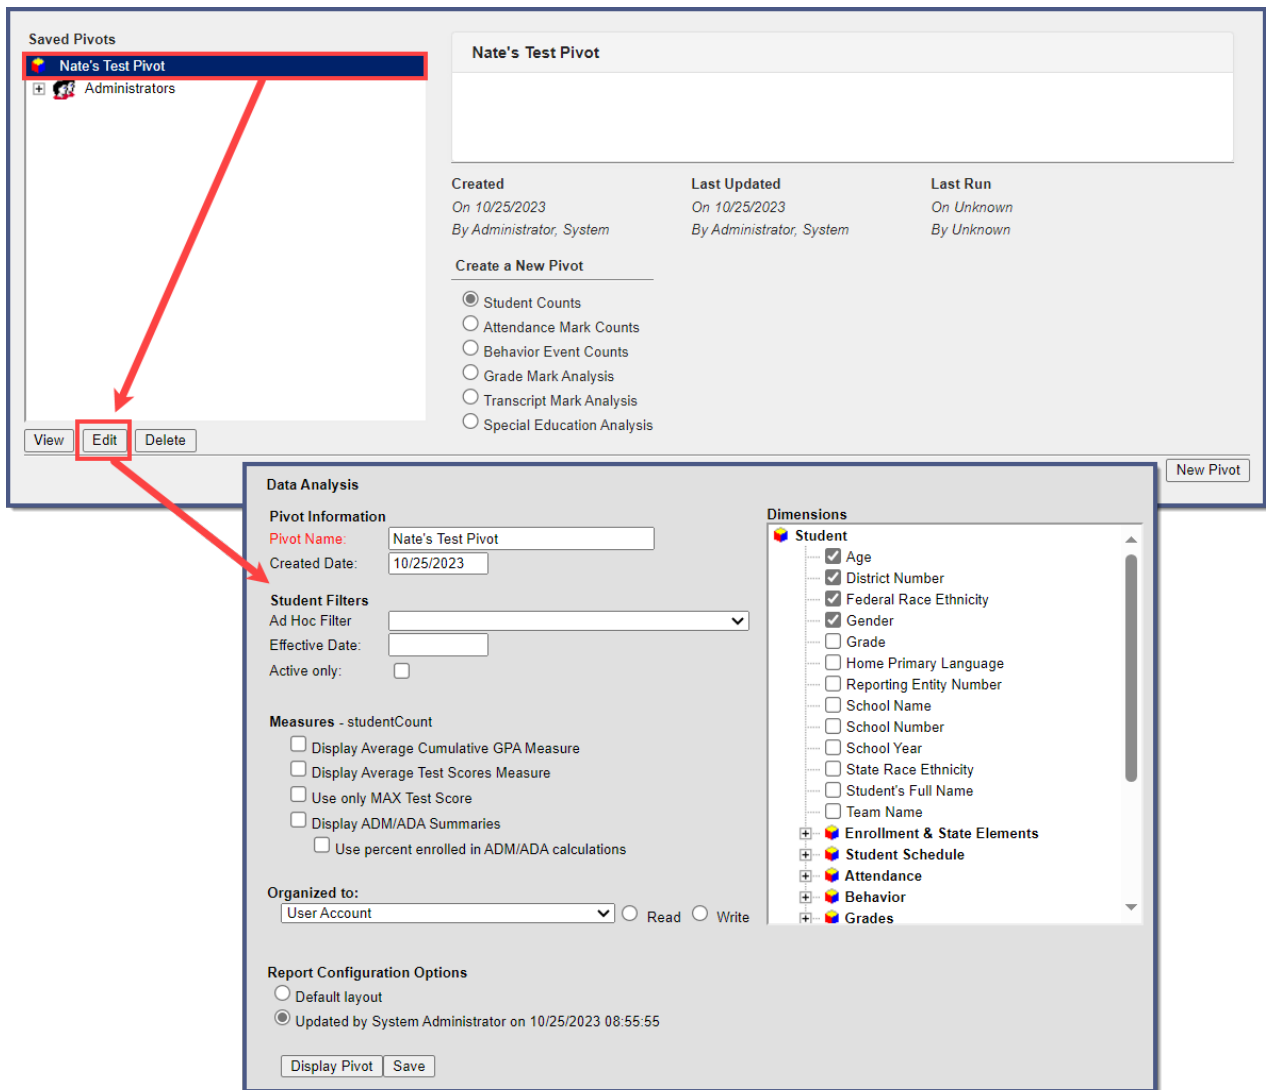 Saved Pivots
Nate's Test Pivot
Administrators
View Edit Delete
Nate's Test Pivot
Created Last Updated Last Run
On 10/25/2023 On 10/25/2023 On Unknown
By Administrator, System By Administrator, System By Unknown
Create a New Pivot
Student Counts
Attendance Mark Counts
Behavior Event Counts
Grade Mark Analysis
Transcript Mark Analysis
Special Education Analysis
New Pivot
Data Analysis
Pivot Information
Pivot Name: Nate's Test Pivot
Created Date: 10/25/2023
Student Filters
Ad Hoc Filter
Effective Date:
Active only:
Measures - studentCount
Display Average Cumulative GPA Measure
Display Average Test Scores Measure
Use only MAX Test Score
Display ADM/ADA Summaries
Use percent enrolled in ADM/ADA calculations
Organized to:
User Account Read Write
Report Configuration Options
Default layout
Updated by System Administrator on 10/25/2023 08:55:55
Display Pivot Save
Dimensions
Student
Age
District Number
Federal Race Ethnicity
Gender
Grade
Home Primary Language
Reporting Entity Number
School Name
School Number
School Year
State Race Ethnicity
Student's Full Name
Team Name
Enrollment & State Elements
Student Schedule
Attendance
Behavior
Grades